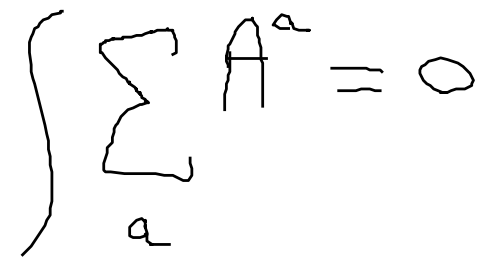 ∫ ∑_a A^a = 0